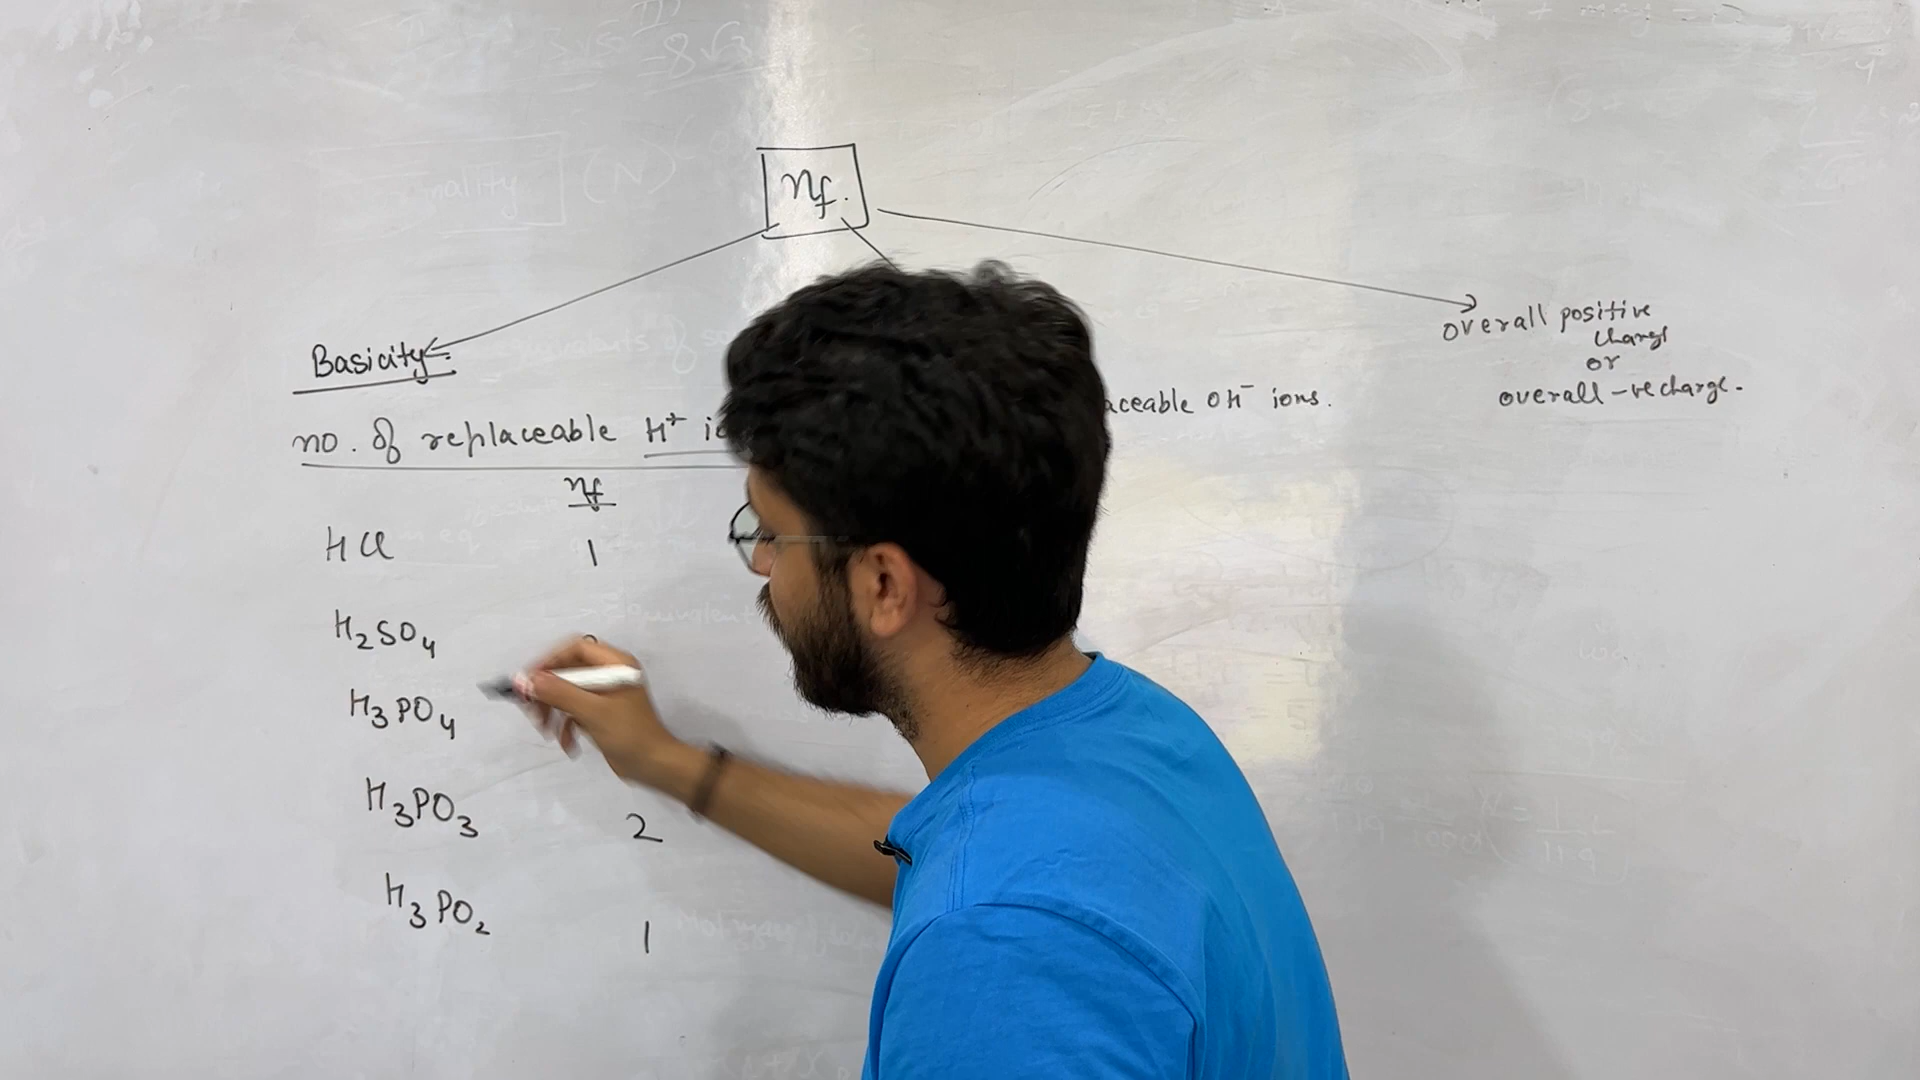 nf.
Basicity:
no. of replaceable H⁺
aceable OH⁻ ions.
overall positive
charge
or
overall -ve charge.
nf
HCl 1
H₂SO₄
H₃PO₄
H₃PO₃ 2
H₃PO₂ 1